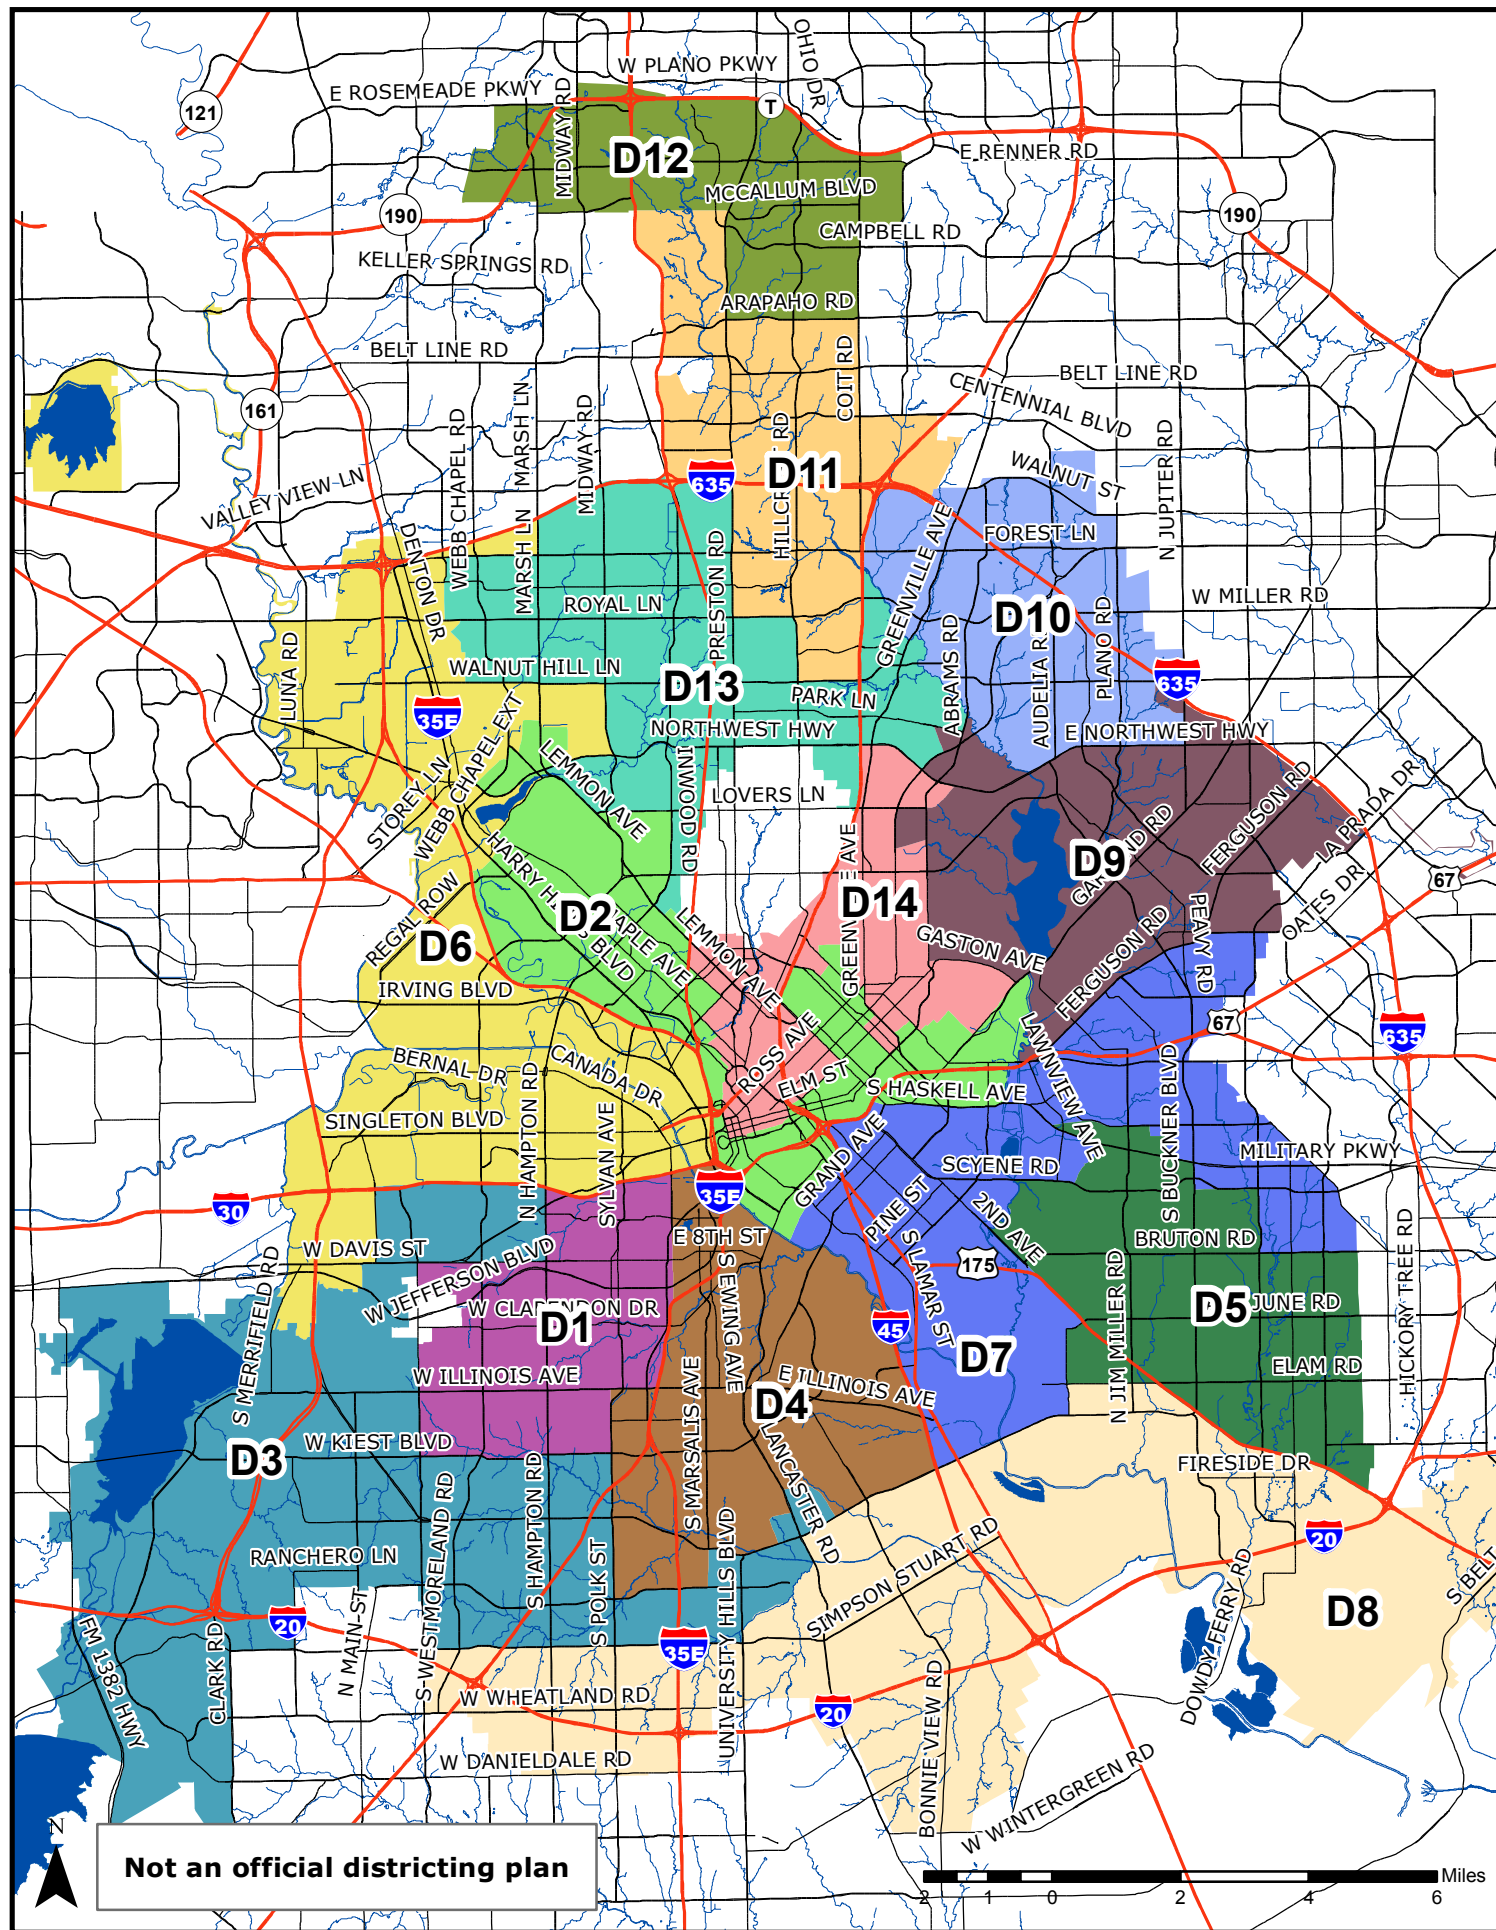 W PLANO PKWY
OHIO DR
E ROSEMEADE PKWY
MIDWAY RD
121
T
D12
E RENNER RD
MCCALLUM BLVD
190
190
CAMPBELL RD
KELLER SPRINGS RD
ARAPAHO RD
BELT LINE RD
COIT RD
BELT LINE RD
CENTENNIAL BLVD
161
WEBB CHAPEL RD
MARSH LN
MIDWAY RD
HILLCREST RD
D11
N JUPITER RD
WALNUT ST
635
VALLEY VIEW LN
DENTON DR
MARSH LN
PRESTON RD
GREENVILLE AVE
FOREST LN
ROYAL LN
D10
W MILLER RD
LUNA RD
WALNUT HILL LN
D13
PARK LN
ABRAMS RD
AUDELIA RD
PLANO RD
635
35E
NORTHWEST HWY
E NORTHWEST HWY
STOREY LN
WEBB CHAPEL EXT
LEMMON AVE
INWOOD RD
LOVERS LN
FERGUSON RD
LA PRADA DR
HARRY HINES BLVD
GREENVILLE AVE
D9
GARLAND RD
67
REGAL ROW
D2
MAPLE AVE
LEMMON AVE
D14
GASTON AVE
FERGUSON RD
PEAVY RD
OATES DR
D6
IRVING BLVD
67
635
BERNAL DR
CANADA DR
ROSS AVE
ELM ST
S HASKELL AVE
LAWNVIEW AVE
S BUCKNER BLVD
SINGLETON BLVD
N HAMPTON RD
SYLVAN AVE
GRAND AVE
SCYENE RD
MILITARY PKWY
30
35E
PINE ST
2ND AVE
W DAVIS ST
E 8TH ST
BRUTON RD
S MERRIFIELD RD
W JEFFERSON BLVD
S EWING AVE
S LAMAR ST
175
N JIM MILLER RD
HICKORY TREE RD
W CLARENDON DR
D1
45
D5
JUNE RD
D7
W ILLINOIS AVE
S MARSALIS AVE
E ILLINOIS AVE
ELAM RD
D4
D3
W KIEST BLVD
LANCASTER RD
FIRESIDE DR
S WESTMORELAND RD
S HAMPTON RD
RANCHERO LN
S POLK ST
UNIVERSITY HILLS BLVD
SIMPSON STUART RD
20
S BELT
FM 1382 HWY
CLARK RD
20
N MAIN ST
35E
DOWDY FERRY RD
D8
W WHEATLAND RD
20
BONNIE VIEW RD
W DANIELDALE RD
W WINTERGREEN RD
N
Not an official districting plan
Miles
2 1 0 2 4 6